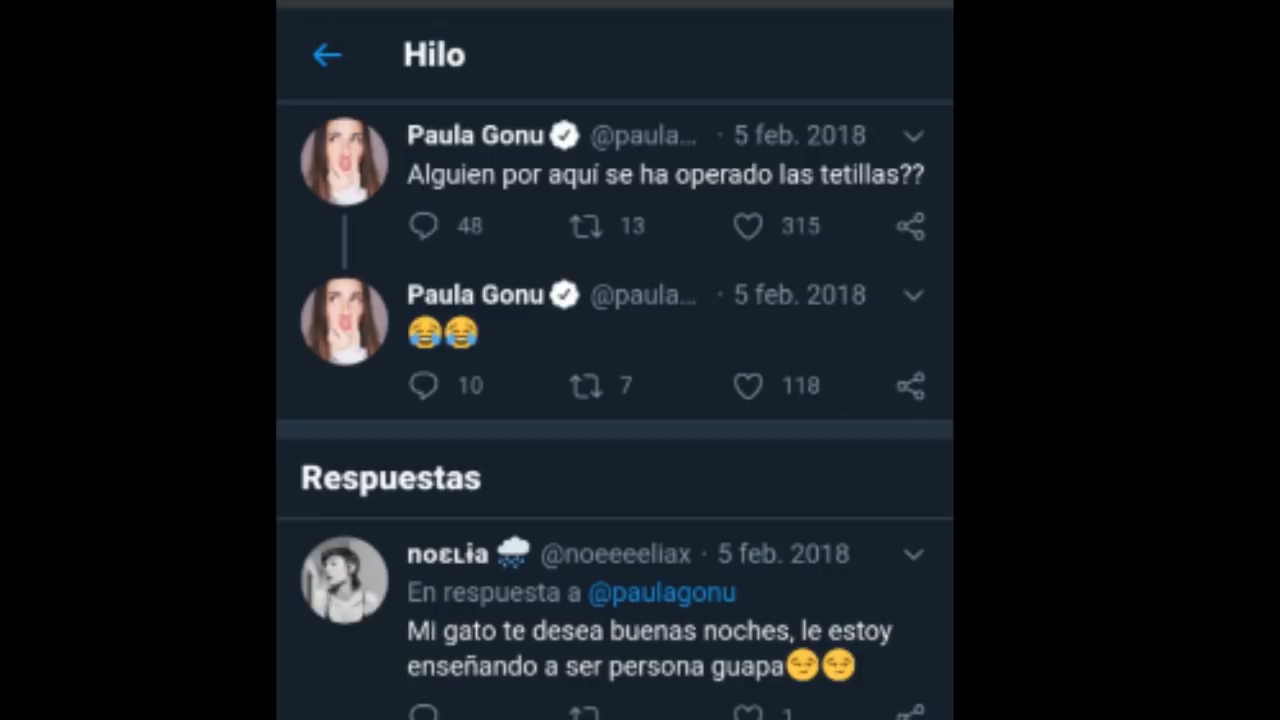 Hilo
Paula Gonu @paula... · 5 feb. 2018
Alguien por aquí se ha operado las tetillas??
48 13 315
Paula Gonu @paula... · 5 feb. 2018
😂😂
10 7 118
Respuestas
noɛʟɨa 🌨 @noeeeeliax · 5 feb. 2018
En respuesta a @paulagonu
Mi gato te desea buenas noches, le estoy
enseñando a ser persona guapa😏😏
1